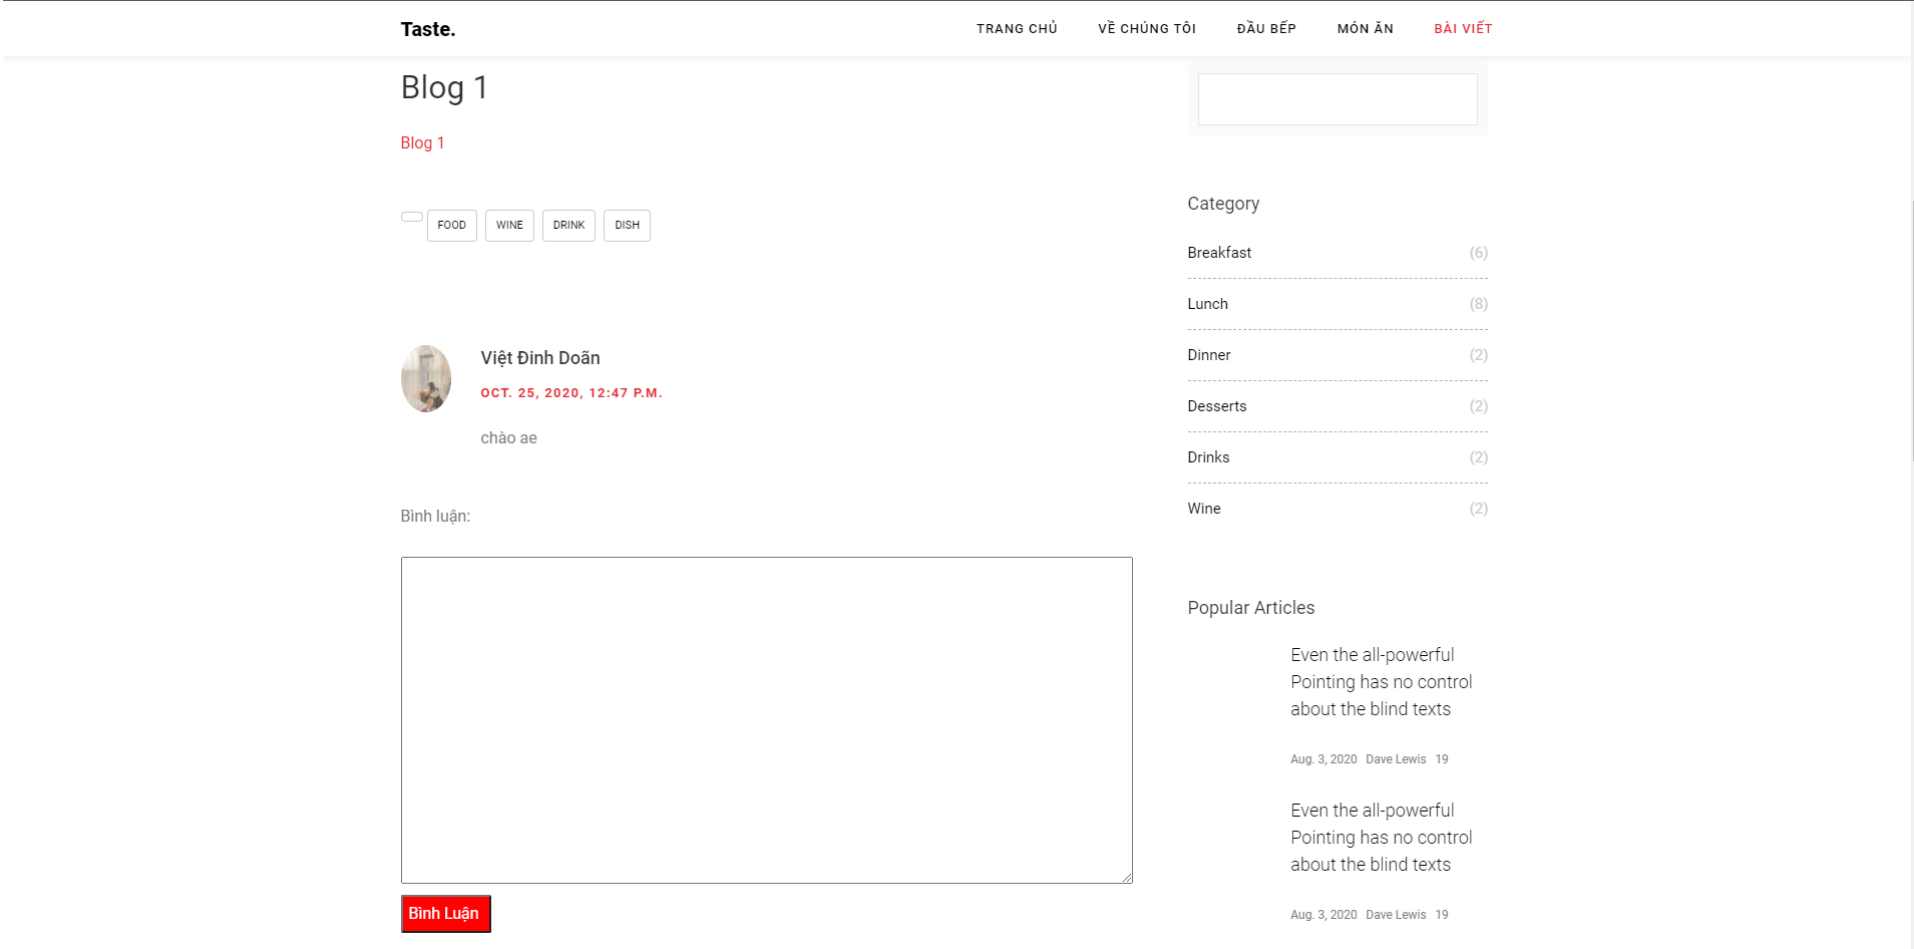 Taste.
TRANG CHỦ
VỀ CHÚNG TÔI
ĐẦU BẾP
MÓN ĂN
BÀI VIẾT
Blog 1
Blog 1
FOOD
WINE
DRINK
DISH
Việt Đinh Doãn
OCT. 25, 2020, 12:47 P.M.
chào ae
Bình luận:
Bình Luận
Category
Breakfast (6)
Lunch (8)
Dinner (2)
Desserts (2)
Drinks (2)
Wine (2)
Popular Articles
Even the all-powerful
Pointing has no control
about the blind texts
Aug. 3, 2020 Dave Lewis 19
Even the all-powerful
Pointing has no control
about the blind texts
Aug. 3, 2020 Dave Lewis 19